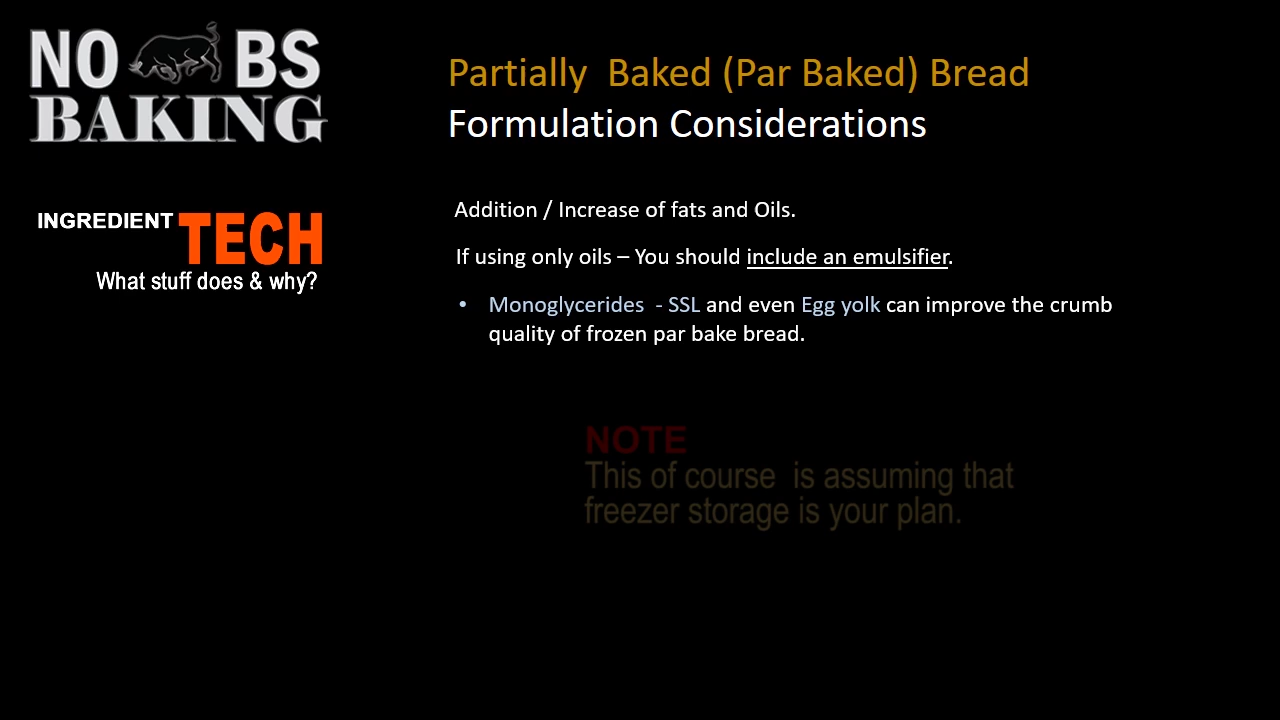 NO BS
BAKING
INGREDIENT TECH
What stuff does & why?
Partially  Baked (Par Baked) Bread
Formulation Considerations
Addition / Increase of fats and Oils.
If using only oils – You should include an emulsifier.
• Monoglycerides  - SSL and even Egg yolk can improve the crumb
quality of frozen par bake bread.
NOTE
This of course  is assuming that
freezer storage is your plan.